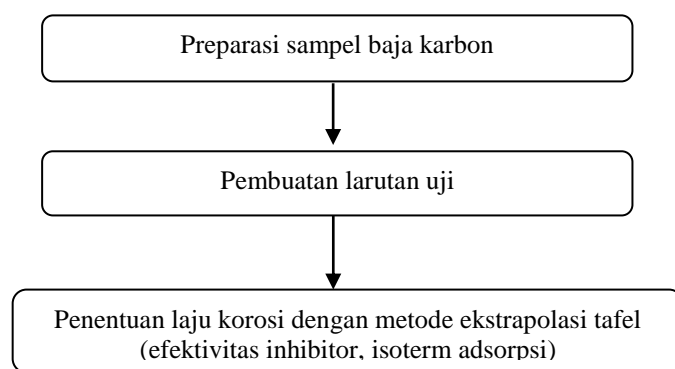 Preparasi sampel baja karbon
Pembuatan larutan uji
Penentuan laju korosi dengan metode ekstrapolasi tafel
(efektivitas inhibitor, isoterm adsorpsi)